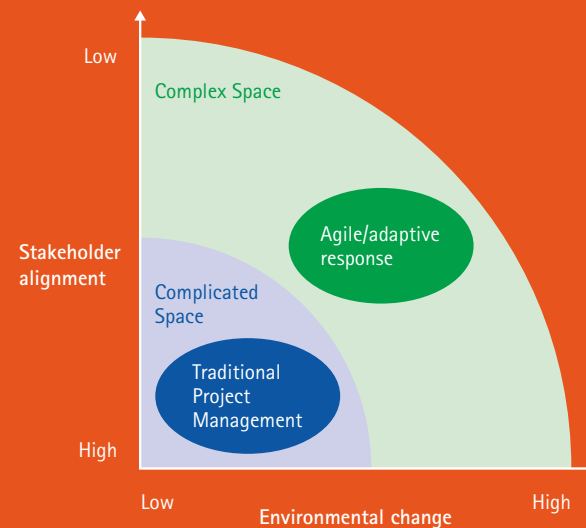 Low
Complex Space
Agile/adaptive
response
Stakeholder
alignment
Complicated
Space
Traditional
Project
Management
High
Low
High
Environmental change